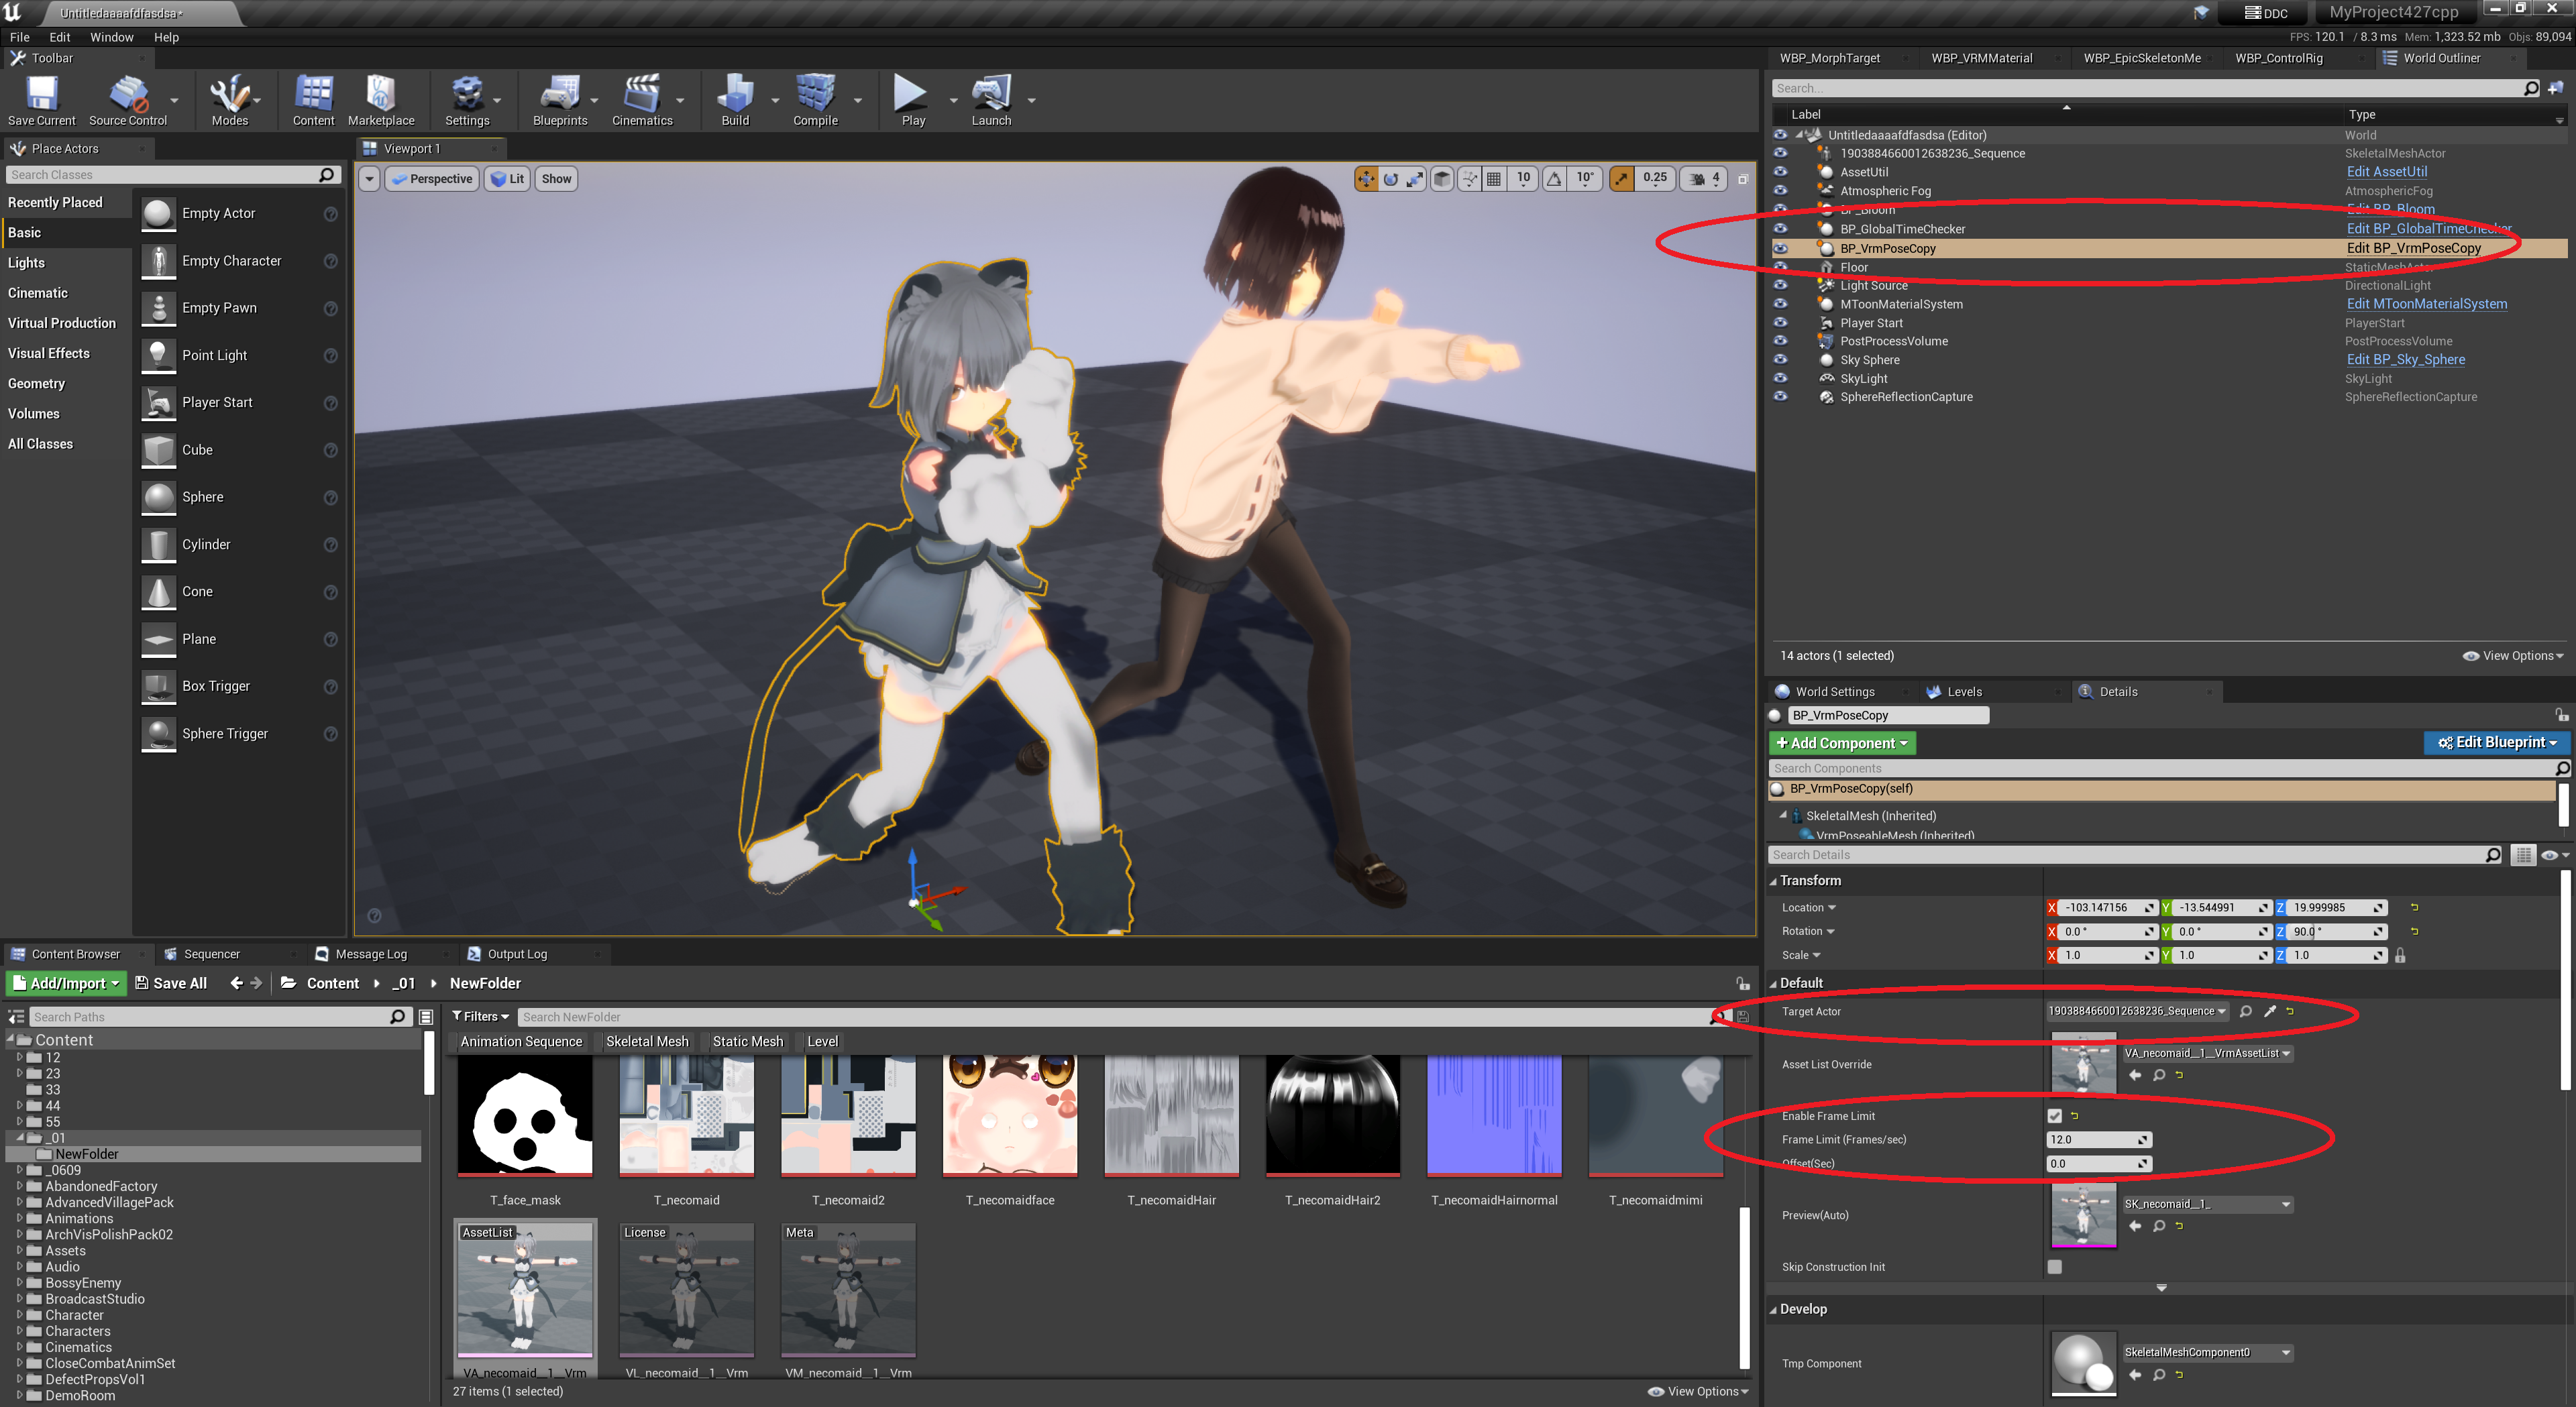 Untitledaaaafdfasdsa*
DDC
MyProject427cpp
File Edit Window Help
FPS: 120.1 / 8.3 ms Mem: 1,323.52 mb Objs: 89,094
Toolbar
Save Current
Source Control
Modes
Content
Marketplace
Settings
Blueprints
Cinematics
Build
Compile
Play
Launch
Place Actors
Search Classes
Recently Placed
Basic
Lights
Cinematic
Virtual Production
Visual Effects
Geometry
Volumes
All Classes
Empty Actor
Empty Character
Empty Pawn
Point Light
Player Start
Cube
Sphere
Cylinder
Cone
Plane
Box Trigger
Sphere Trigger
Viewport 1
Perspective
Lit
Show
10
10°
0.25
4
WBP_MorphTarget
WBP_VRMMaterial
WBP_EpicSkeletonMe
WBP_ControlRig
World Outliner
Search...
Label Type
Untitledaaaafdfasdsa (Editor) World
1903884660012638236_Sequence SkeletalMeshActor
AssetUtil Edit AssetUtil
Atmospheric Fog AtmosphericFog
BP_Bloom Edit BP_Bloom
BP_GlobalTimeChecker Edit BP_GlobalTimeChecker
BP_VrmPoseCopy Edit BP_VrmPoseCopy
Floor StaticMeshActor
Light Source DirectionalLight
MToonMaterialSystem Edit MToonMaterialSystem
Player Start PlayerStart
PostProcessVolume PostProcessVolume
Sky Sphere Edit BP_Sky_Sphere
SkyLight SkyLight
SphereReflectionCapture SphereReflectionCapture
14 actors (1 selected)
View Options
World Settings
Levels
Details
BP_VrmPoseCopy
+ Add Component
Edit Blueprint
Search Components
BP_VrmPoseCopy(self)
SkeletalMesh (Inherited)
VrmPoseableMesh (Inherited)
Search Details
Transform
Location X -103.147156 Y -13.544991 Z 19.999985
Rotation X 0.0 ° Y 0.0 ° Z 90.0 °
Scale X 1.0 Y 1.0 Z 1.0
Default
Target Actor 1903884660012638236_Sequence
Asset List Override VA_necomaid__1__VrmAssetList
Enable Frame Limit
Frame Limit (Frames/sec) 12.0
Offset(Sec) 0.0
Preview(Auto) SK_necomaid__1_
Skip Construction Init
Develop
Tmp Component SkeletalMeshComponent0
Content Browser
Sequencer
Message Log
Output Log
Add/Import
Save All
Content
_01
NewFolder
Search Paths
Content
12
23
33
44
55
_01
NewFolder
_0609
AbandonedFactory
AdvancedVillagePack
Animations
ArchVisPolishPack02
Assets
Audio
BossyEnemy
BroadcastStudio
Character
Characters
Cinematics
CloseCombatAnimSet
DefectPropsVol1
DemoRoom
Filters
Search NewFolder
Animation Sequence
Skeletal Mesh
Static Mesh
Level
T_face_mask
T_necomaid
T_necomaid2
T_necomaidface
T_necomaidHair
T_necomaidHair2
T_necomaidHairnormal
T_necomaidmimi
AssetList
License
Meta
VA_necomaid__1__Vrm
VL_necomaid__1__Vrm
VM_necomaid__1__Vrm
27 items (1 selected)
View Options